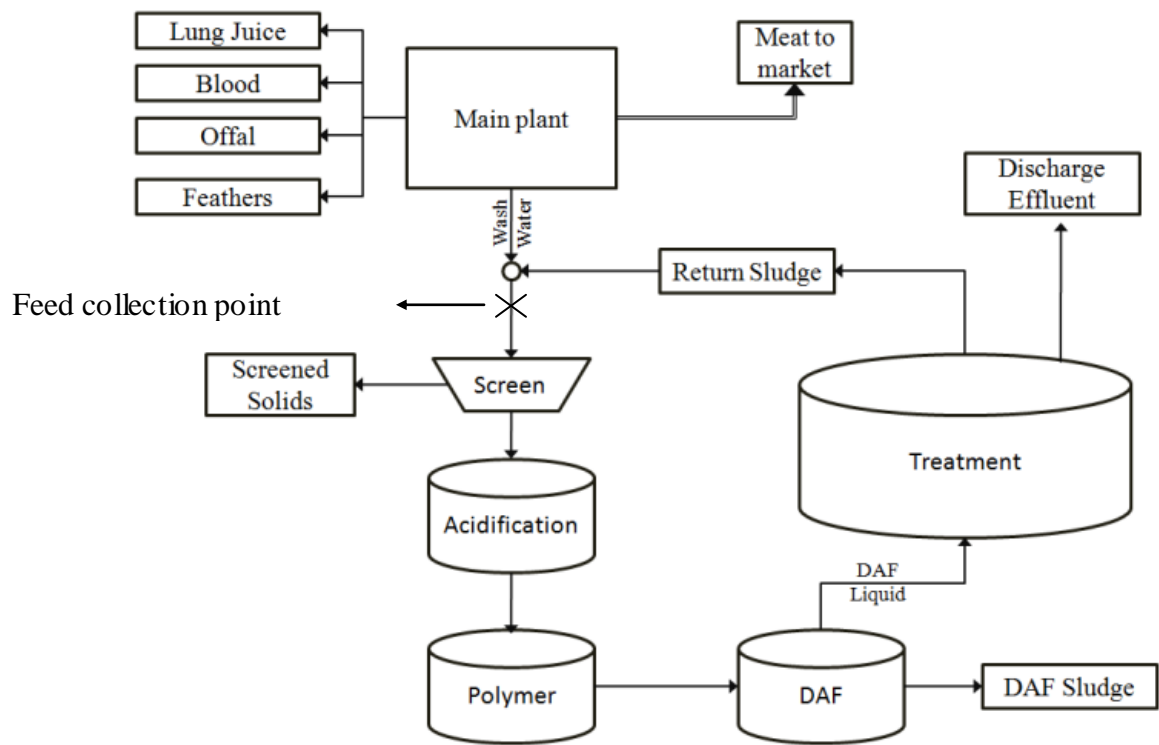 Lung Juice
Blood
Offal
Feathers
Main plant
Meat to
market
Wash
Water
Discharge
Effluent
Return Sludge
Feed collection point
Screened
Solids
Screen
Treatment
Acidification
DAF
Liquid
Polymer
DAF
DAF Sludge